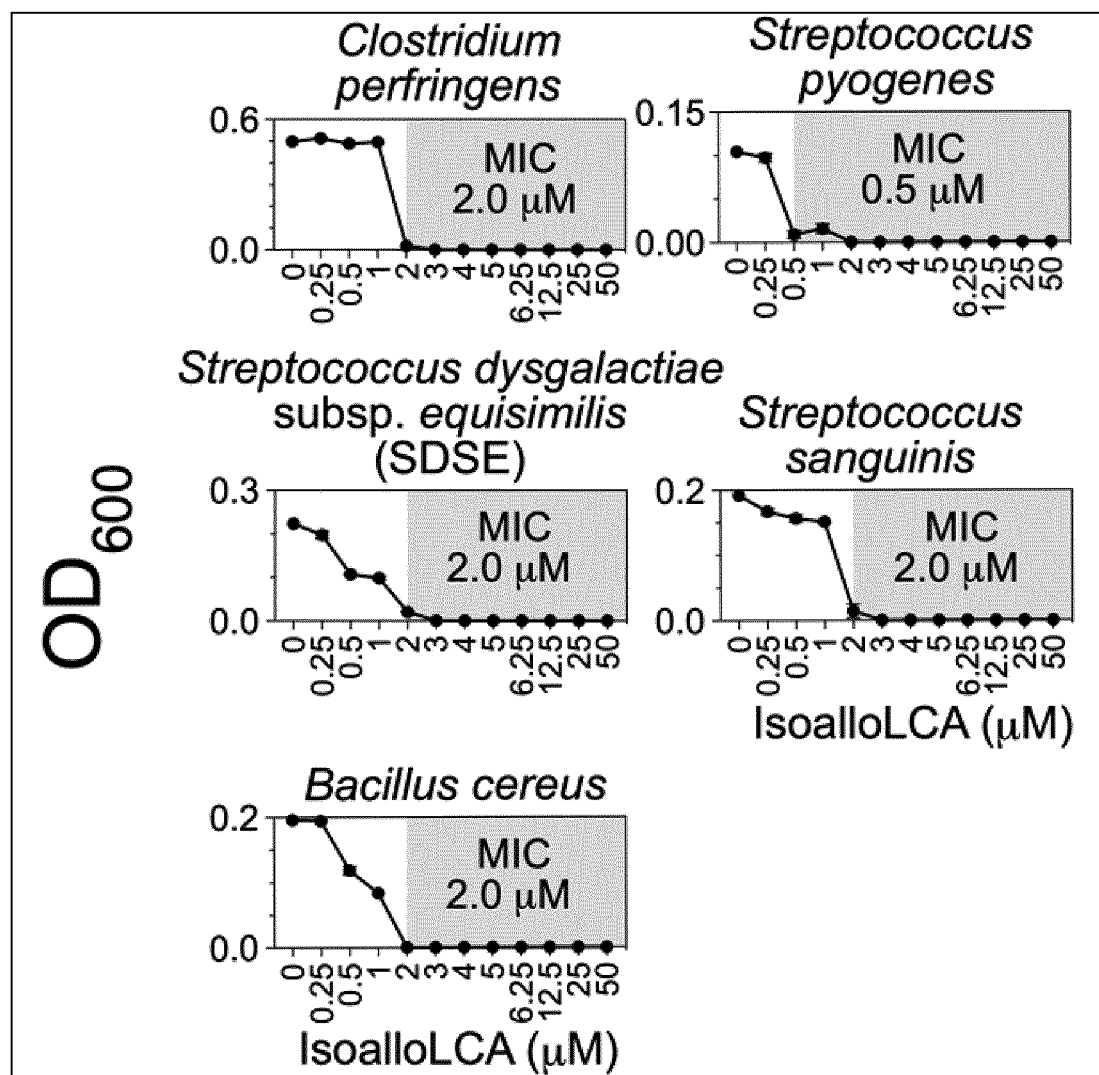 Clostridium
perfringens
0.6
0.0
MIC
2.0 μM
0 0.25 0.5 1 2 3 4 5 6.25 12.5 25 50
Streptococcus
pyogenes
0.15
0.00
MIC
0.5 μM
0 0.25 0.5 1 2 3 4 5 6.25 12.5 25 50
OD600
Streptococcus dysgalactiae
subsp. equisimilis
(SDSE)
0.3
0.0
MIC
2.0 μM
0 0.25 0.5 1 2 3 4 5 6.25 12.5 25 50
Streptococcus
sanguinis
0.2
0.0
MIC
2.0 μM
0 0.25 0.5 1 2 3 4 5 6.25 12.5 25 50
IsoalloLCA (μM)
Bacillus cereus
0.2
0.0
MIC
2.0 μM
0 0.25 0.5 1 2 3 4 5 6.25 12.5 25 50
IsoalloLCA (μM)